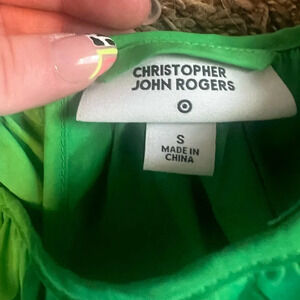 CHRISTOPHER
JOHN ROGERS
S
MADE IN
CHINA